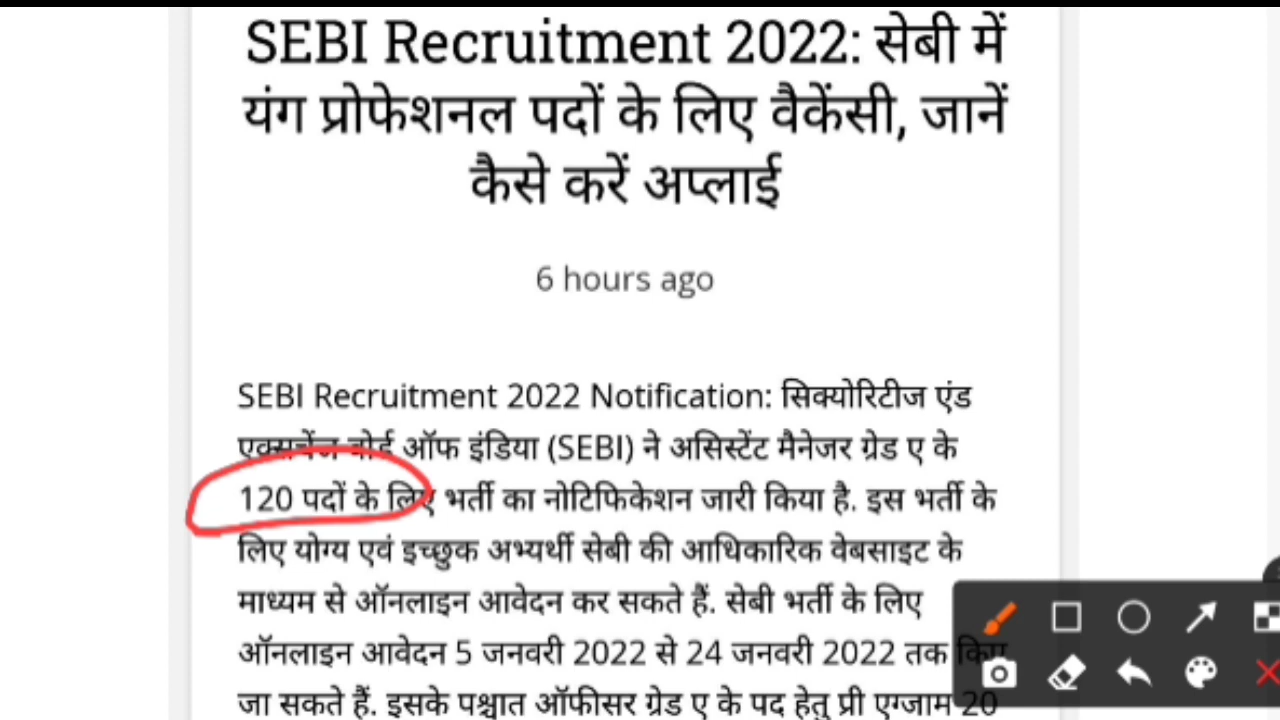 SEBI Recruitment 2022: सेबी में
यंग प्रोफेशनल पदों के लिए वैकेंसी, जानें
कैसे करें अप्लाई
6 hours ago
SEBI Recruitment 2022 Notification: सिक्योरिटीज एंड
एक्सचेंज बोर्ड ऑफ इंडिया (SEBI) ने असिस्टेंट मैनेजर ग्रेड ए के
120 पदों के लिए भर्ती का नोटिफिकेशन जारी किया है. इस भर्ती के
लिए योग्य एवं इच्छुक अभ्यर्थी सेबी की आधिकारिक वेबसाइट के
माध्यम से ऑनलाइन आवेदन कर सकते हैं. सेबी भर्ती के लिए
ऑनलाइन आवेदन 5 जनवरी 2022 से 24 जनवरी 2022 तक किए
जा सकते हैं. इसके पश्चात ऑफीसर ग्रेड ए के पद हेतु प्री एग्जाम 20